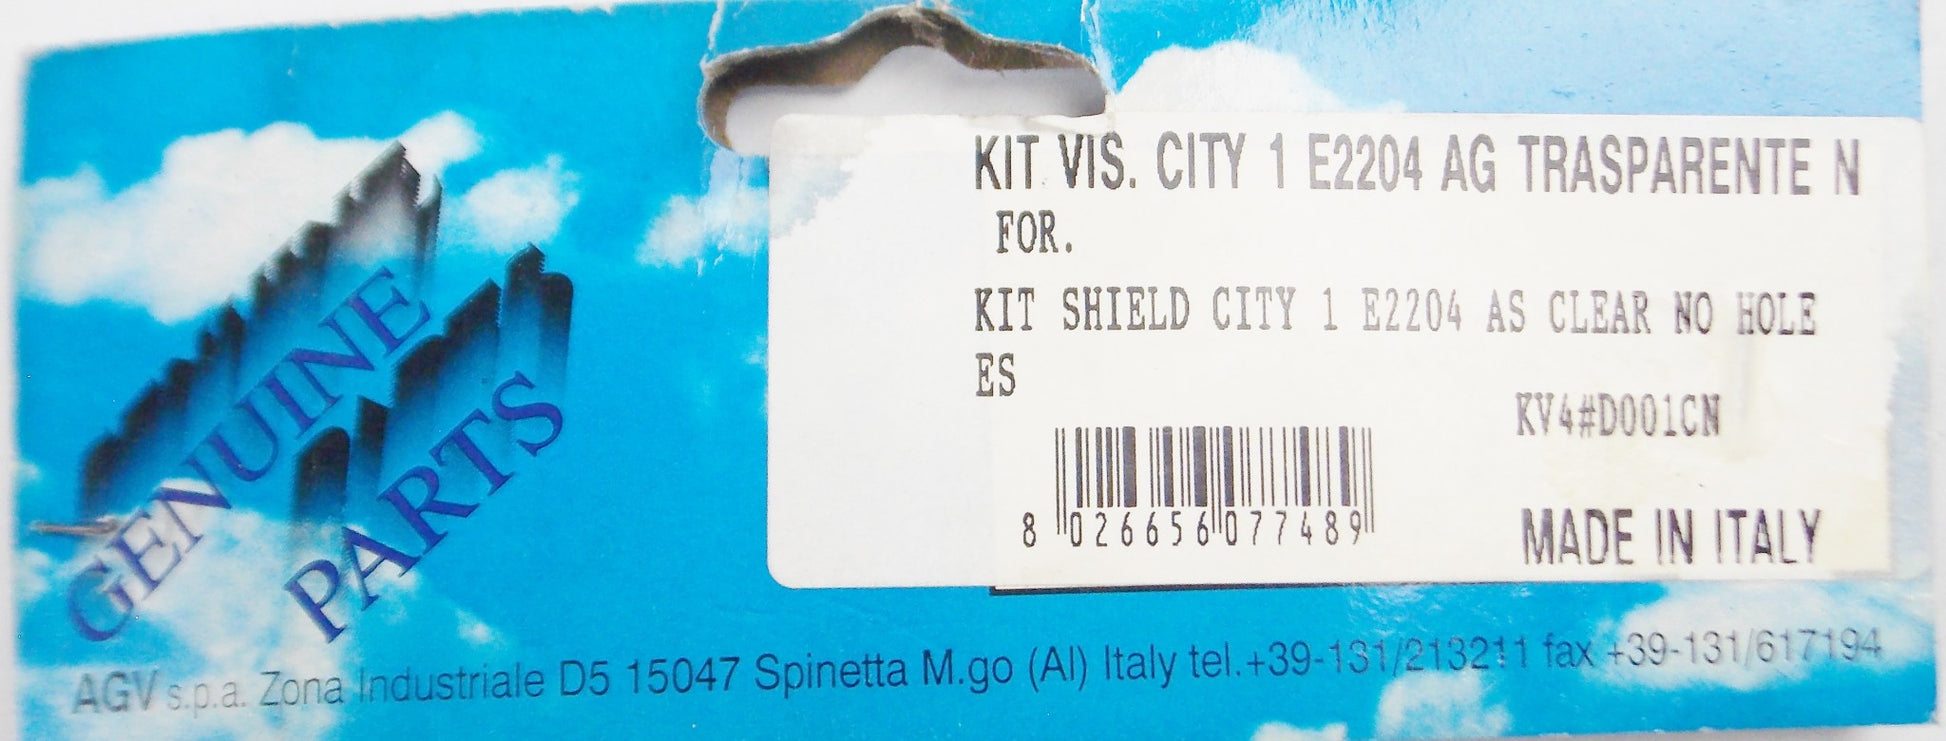 GENUINE
PARTS
KIT VIS. CITY 1 E2204 AG TRASPARENTE N
FOR.
KIT SHIELD CITY 1 E2204 AS CLEAR NO HOLE
ES
KV4#D001CN
8 026656 077489
MADE IN ITALY
AGV s.p.a. Zona Industriale D5 15047 Spinetta M.go (Al) Italy tel.+39-131/213211 fax +39-131/617194